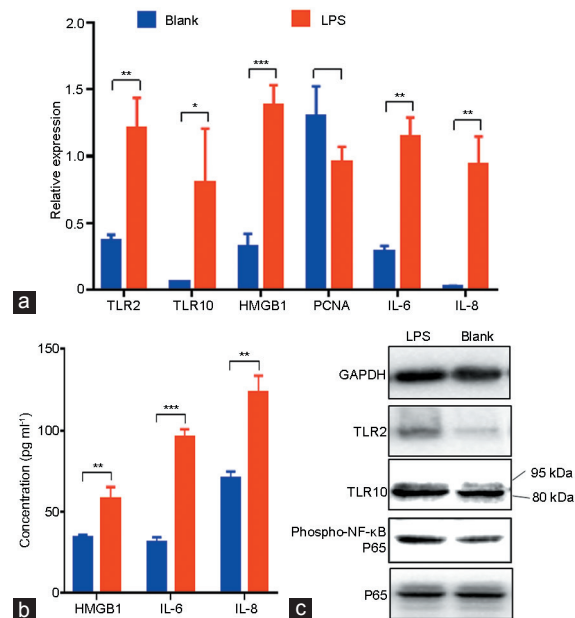 Blank LPS
2.0
1.5
1.0
0.5
0
Relative expression
** * *** ** **
TLR2 TLR10 HMGB1 PCNA IL-6 IL-8
a
150
100
50
0
Concentration (pg ml-1)
** *** **
HMGB1 IL-6 IL-8
b
LPS Blank
GAPDH
TLR2
95 kDa
TLR10
80 kDa
Phospho-NF-κB
P65
P65
c